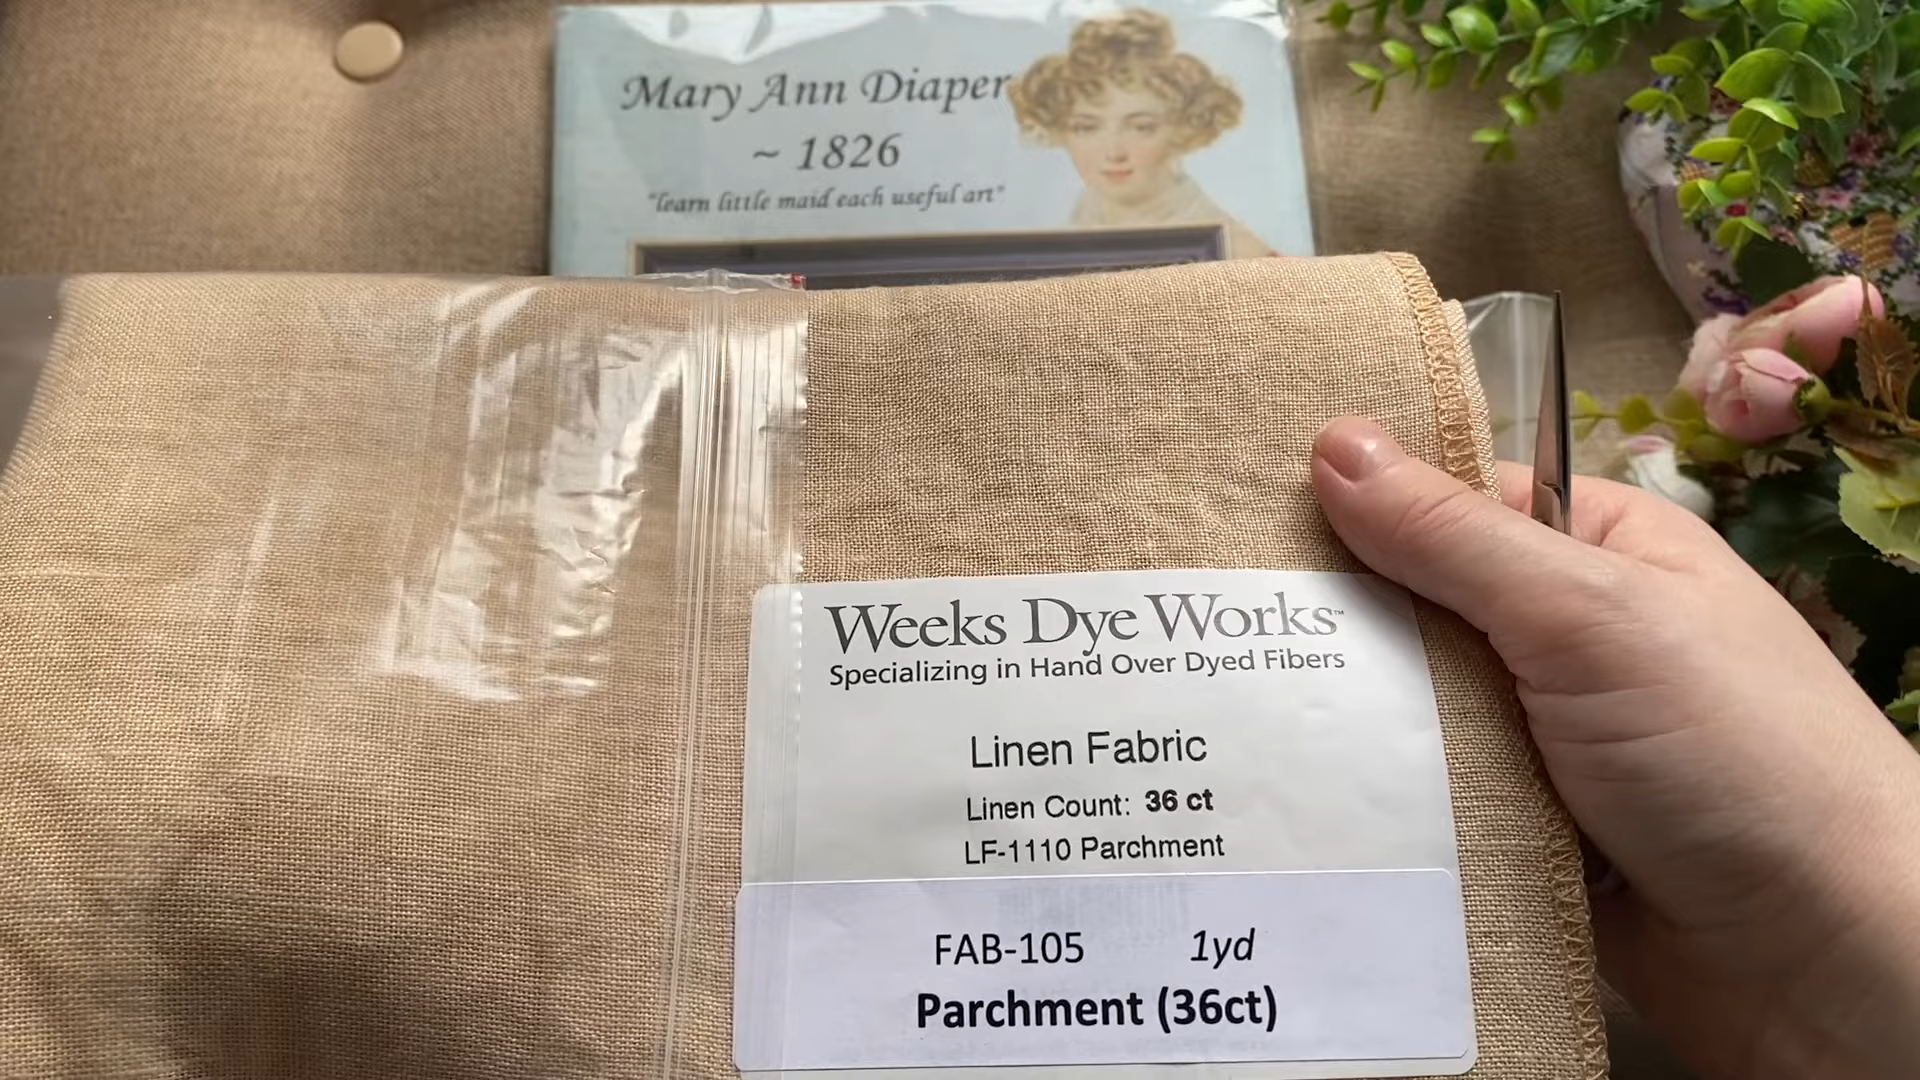 Mary Ann Diaper
~ 1826
"learn little maid each useful art"
Weeks Dye Works™
Specializing in Hand Over Dyed Fibers
Linen Fabric
Linen Count: 36 ct
LF-1110 Parchment
FAB-105 1yd
Parchment (36ct)